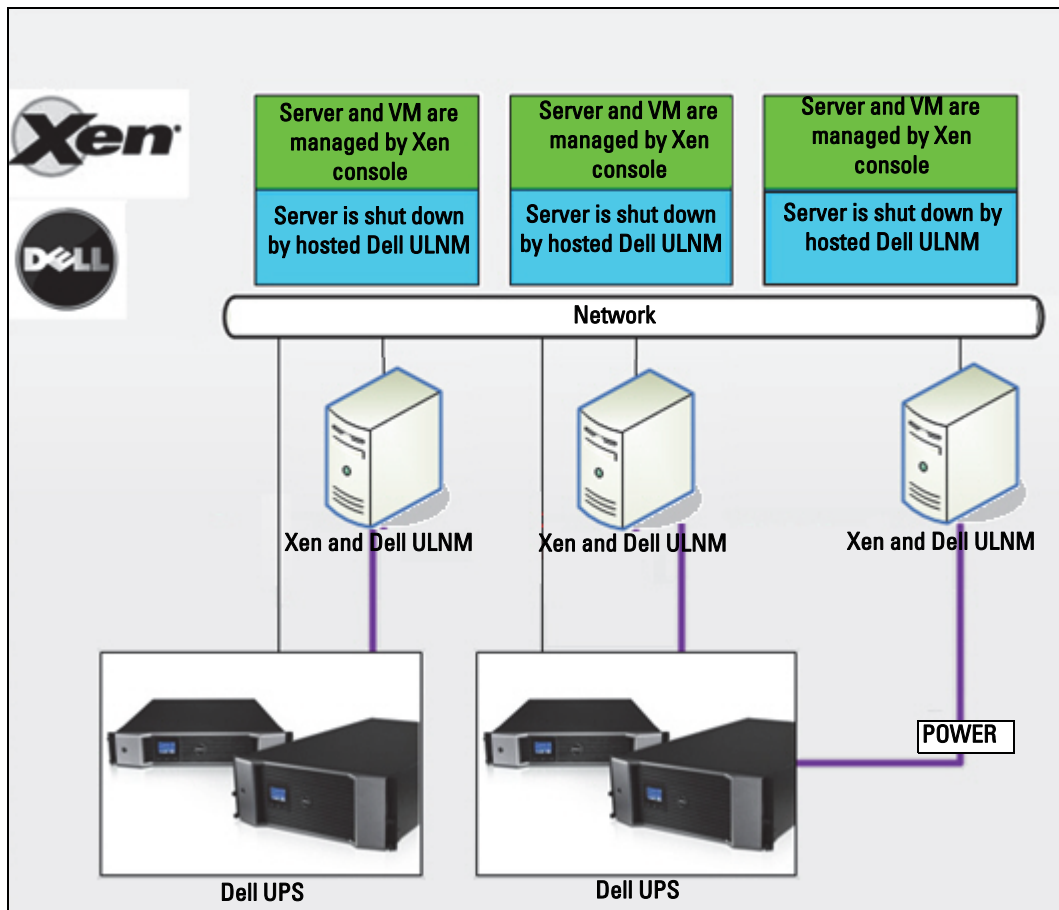 Xen
DELL
Server and VM are
managed by Xen
console
Server is shut down
by hosted Dell ULNM
Server and VM are
managed by Xen
console
Server is shut down
by hosted Dell ULNM
Server and VM are
managed by Xen
console
Server is shut down by
hosted Dell ULNM
Network
Xen and Dell ULNM
Xen and Dell ULNM
Xen and Dell ULNM
POWER
Dell UPS
Dell UPS